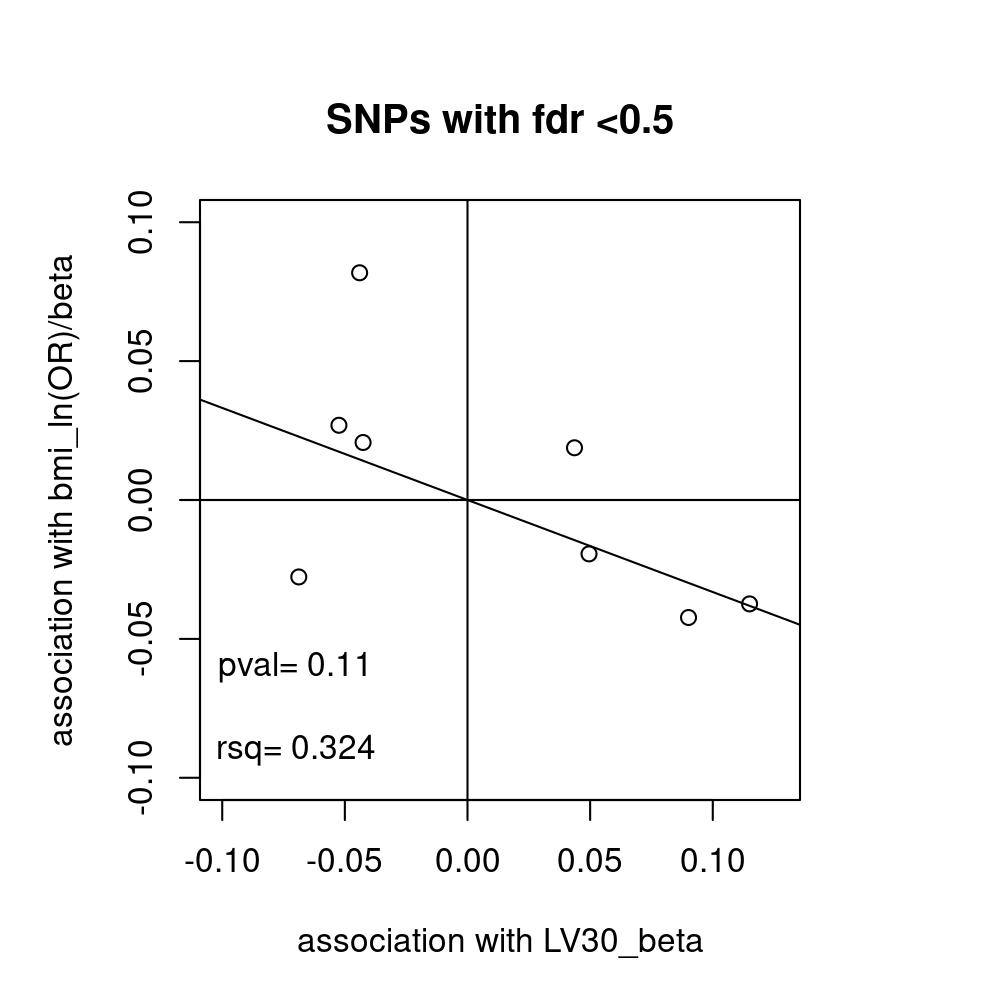 SNPs with fdr <0.5
association with bmi_ln(OR)/beta
0.10
0.05
0.00
-0.05
-0.10
pval= 0.11
rsq= 0.324
-0.10 -0.05 0.00 0.05 0.10
association with LV30_beta